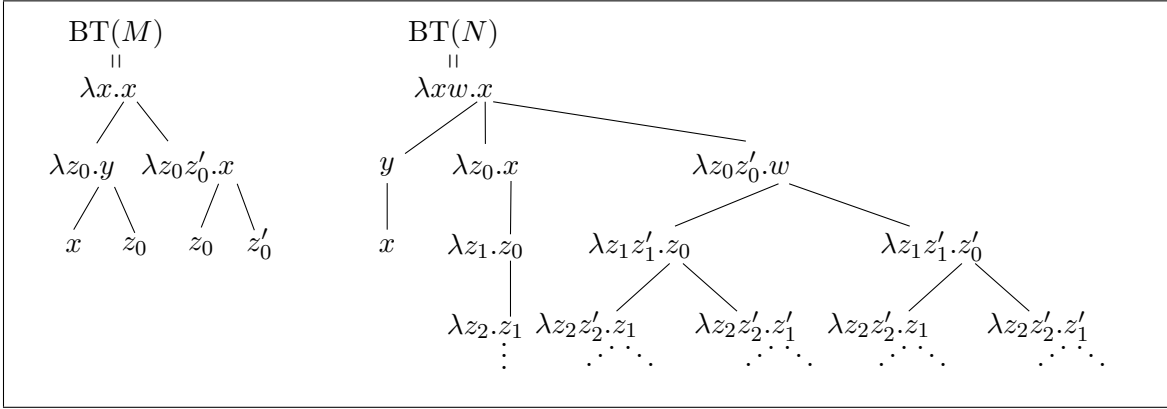 BT(M) BT(N)
= =
λx.x λxw.x
λz₀.y λz₀z′₀.x y λz₀.x λz₀z′₀.w
x z₀ z₀ z′₀ x λz₁.z₀ λz₁z′₁.z₀ λz₁z′₁.z′₀
λz₂.z₁ λz₂z′₂.z₁ λz₂z′₂.z′₁ λz₂z′₂.z₁ λz₂z′₂.z′₁